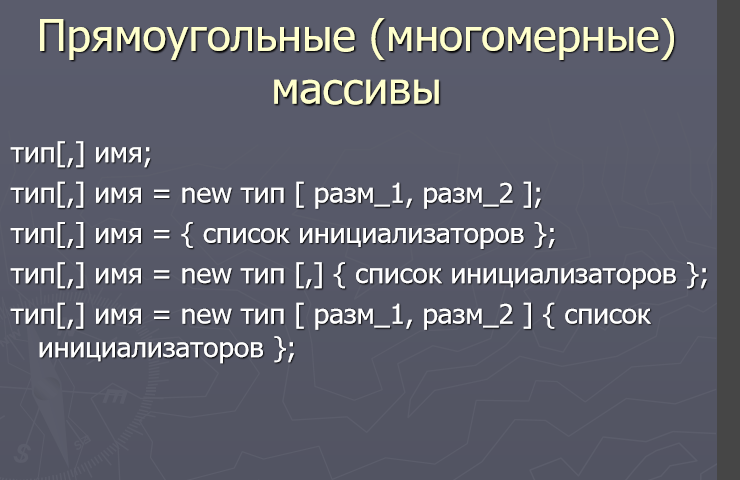 Прямоугольные (многомерные)
массивы
тип[,] имя;
тип[,] имя = new тип [ разм_1, разм_2 ];
тип[,] имя = { список инициализаторов };
тип[,] имя = new тип [,] { список инициализаторов };
тип[,] имя = new тип [ разм_1, разм_2 ] { список
инициализаторов };
m
S